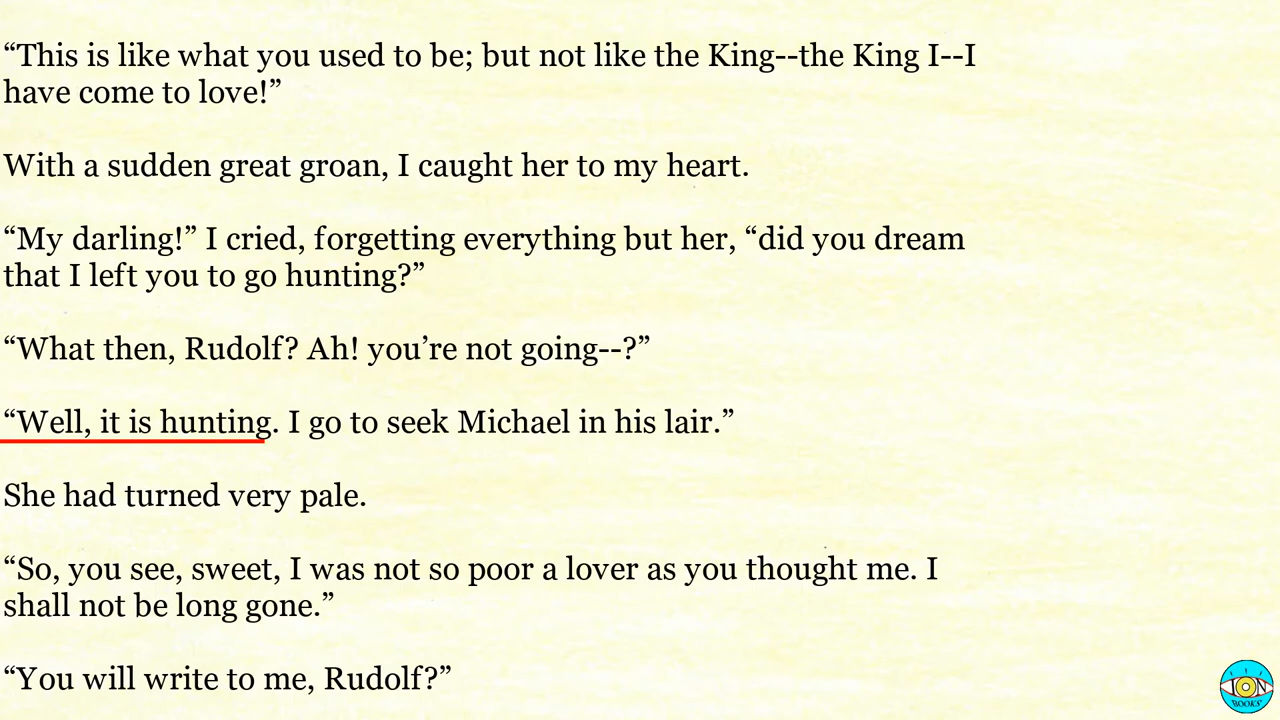 “This is like what you used to be; but not like the King--the King I--I
have come to love!”
With a sudden great groan, I caught her to my heart.
“My darling!” I cried, forgetting everything but her, “did you dream
that I left you to go hunting?”
“What then, Rudolf? Ah! you’re not going--?”
“Well, it is hunting. I go to seek Michael in his lair.”
She had turned very pale.
“So, you see, sweet, I was not so poor a lover as you thought me. I
shall not be long gone.”
“You will write to me, Rudolf?”
ION
BOOKS